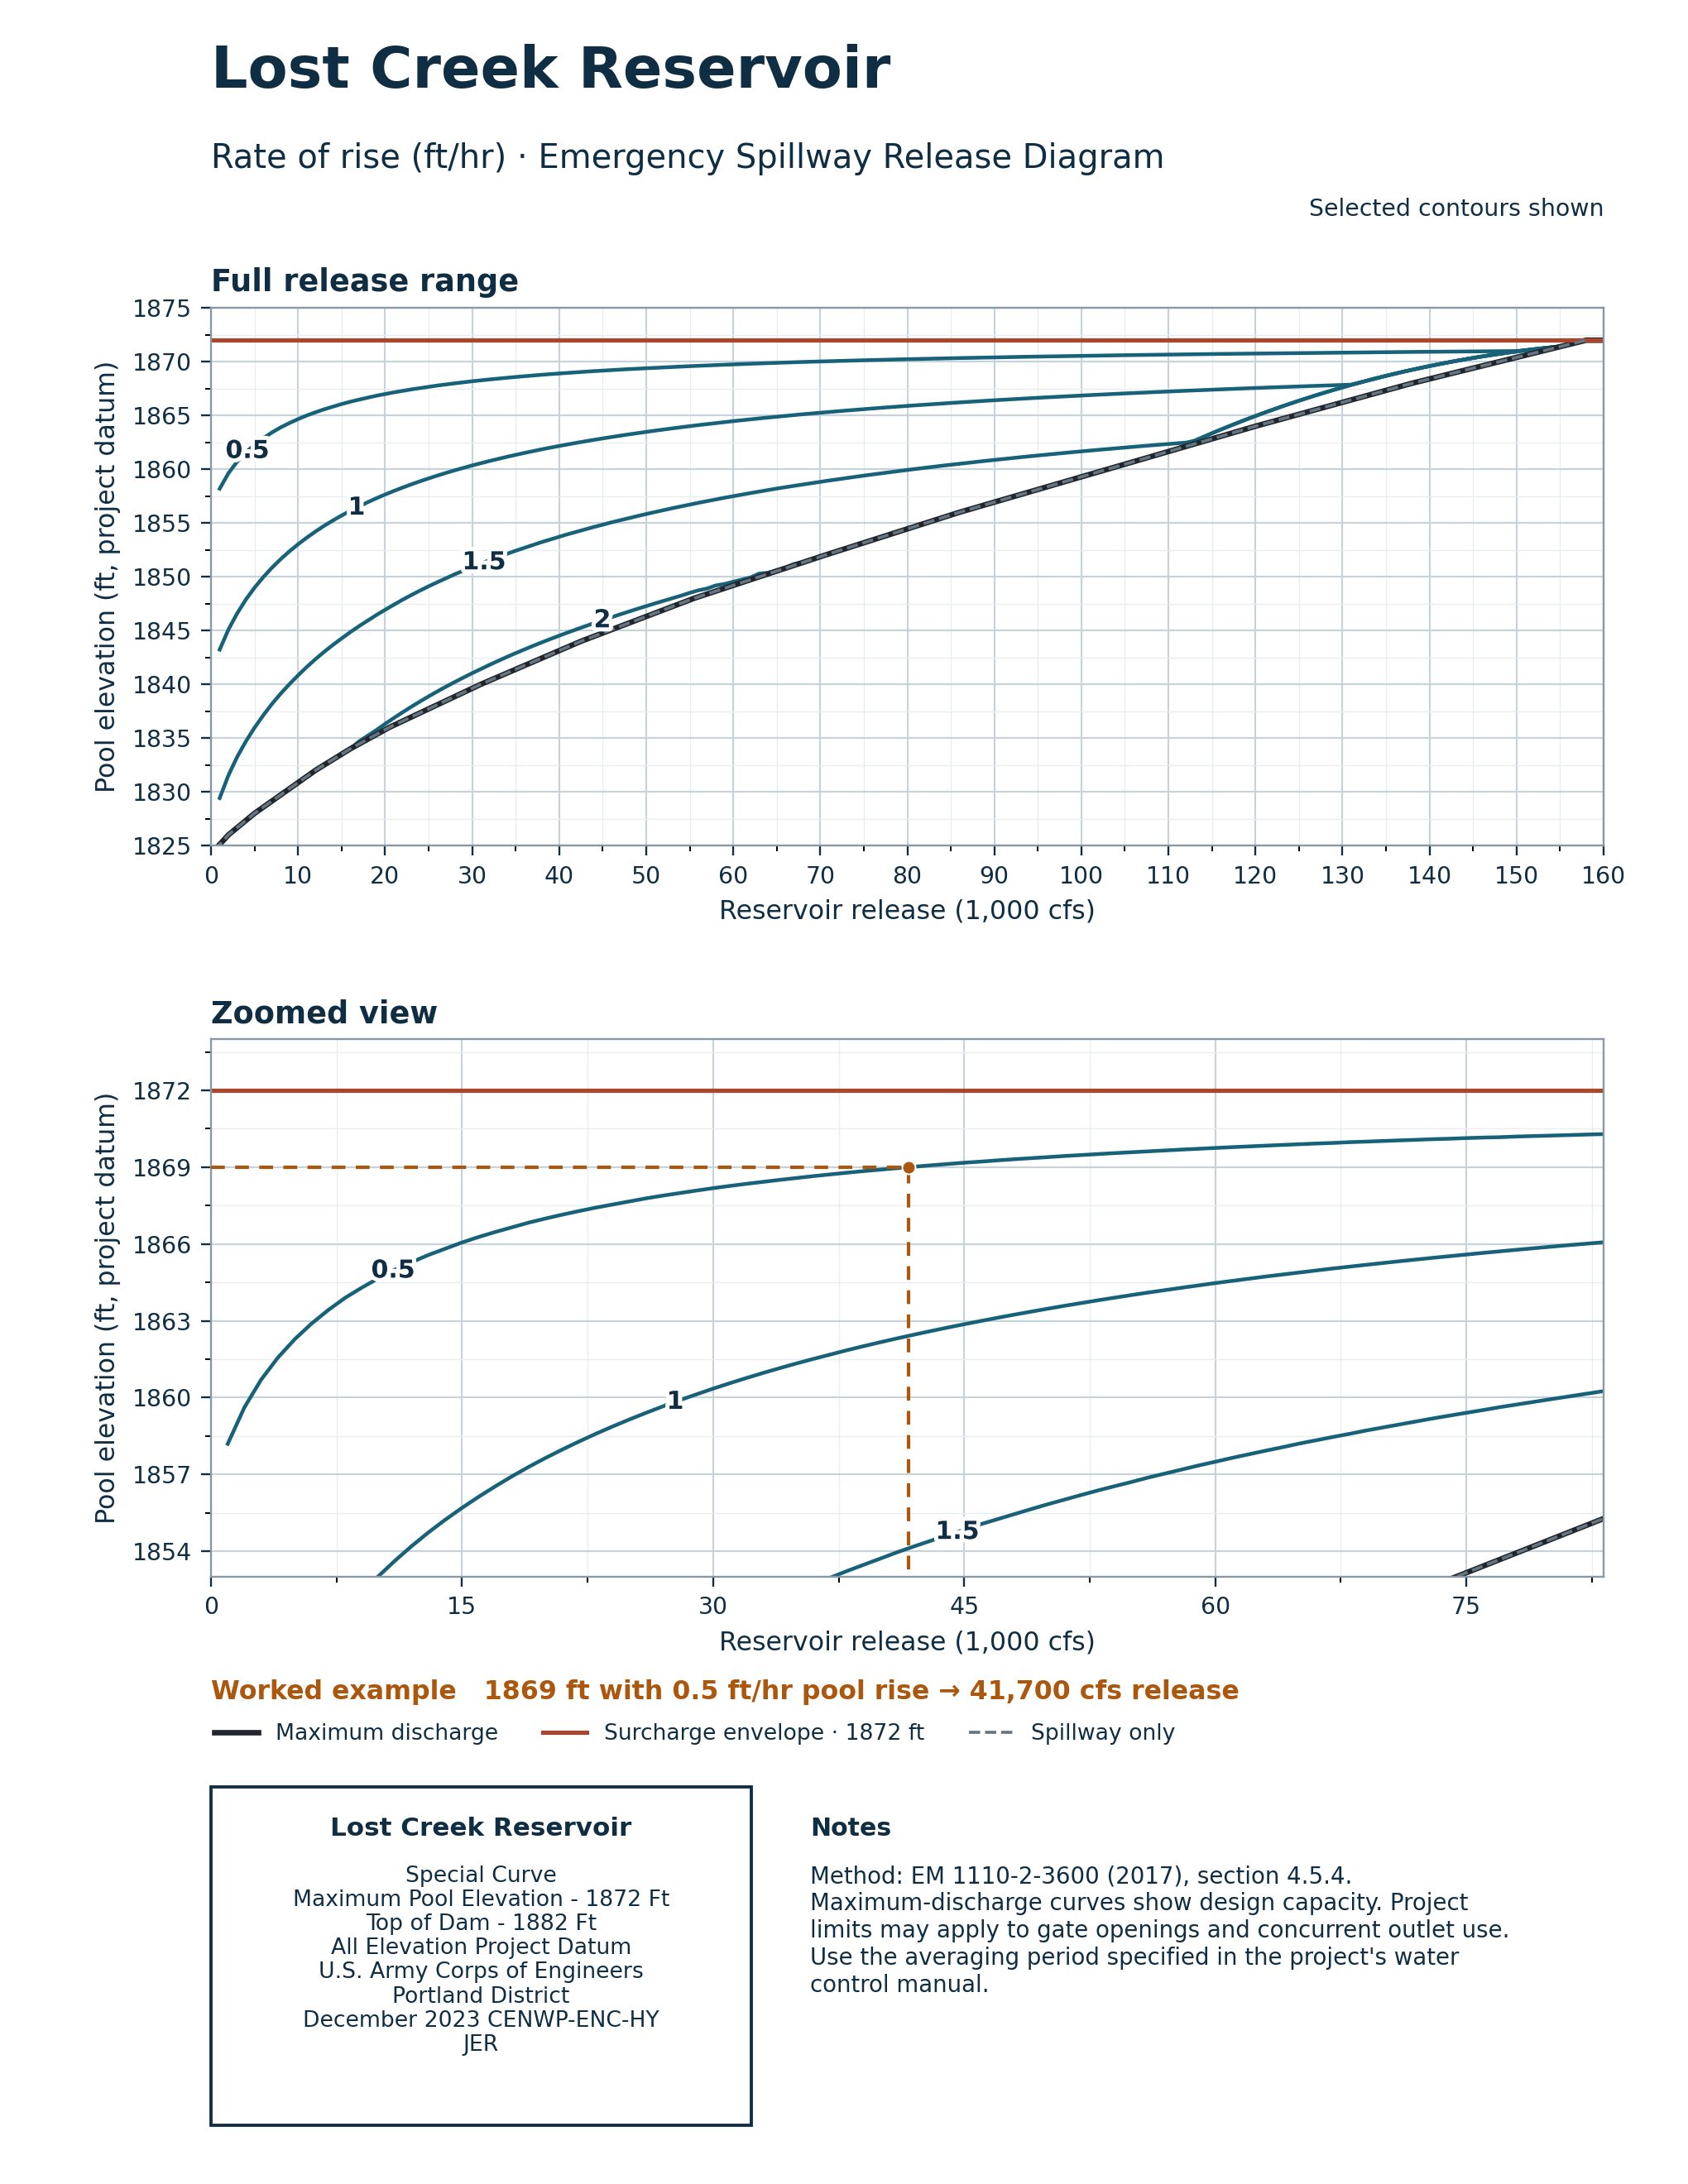 Lost Creek Reservoir
Rate of rise (ft/hr) · Emergency Spillway Release Diagram
Selected contours shown
Full release range
Pool elevation (ft, project datum)
1875
1870
1865
1860
1855
1850
1845
1840
1835
1830
1825
0.5
1
1.5
2
0 10 20 30 40 50 60 70 80 90 100 110 120 130 140 150 160
Reservoir release (1,000 cfs)
Zoomed view
Pool elevation (ft, project datum)
1872
1869
1866
1863
1860
1857
1854
0.5
1
1.5
0 15 30 45 60 75
Reservoir release (1,000 cfs)
Worked example 1869 ft with 0.5 ft/hr pool rise → 41,700 cfs release
Maximum discharge Surcharge envelope · 1872 ft Spillway only
Lost Creek Reservoir
Special Curve
Maximum Pool Elevation - 1872 Ft
Top of Dam - 1882 Ft
All Elevation Project Datum
U.S. Army Corps of Engineers
Portland District
December 2023 CENWP-ENC-HY
JER
Notes
Method: EM 1110-2-3600 (2017), section 4.5.4.
Maximum-discharge curves show design capacity. Project
limits may apply to gate openings and concurrent outlet use.
Use the averaging period specified in the project's water
control manual.